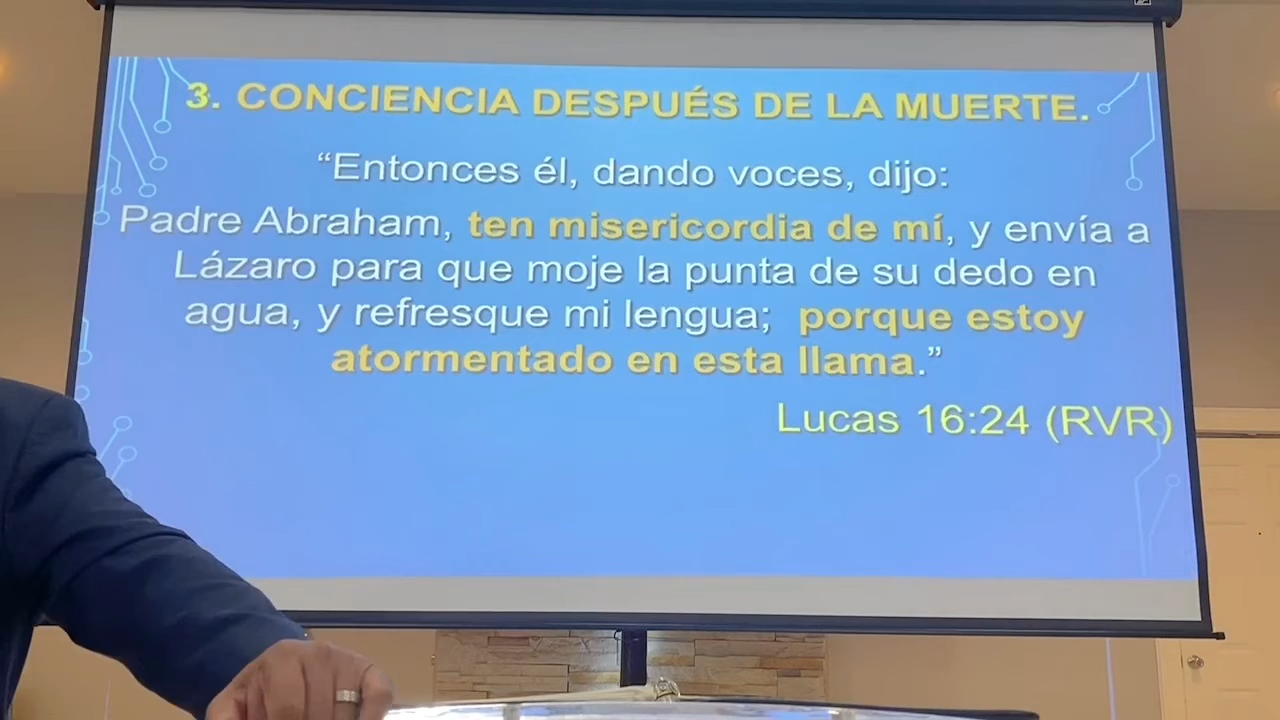 3. CONCIENCIA DESPUÉS DE LA MUERTE.
“Entonces él, dando voces, dijo:
Padre Abraham, ten misericordia de mí, y envía a
Lázaro para que moje la punta de su dedo en
agua, y refresque mi lengua; porque estoy
atormentado en esta llama.”
Lucas 16:24 (RVR)